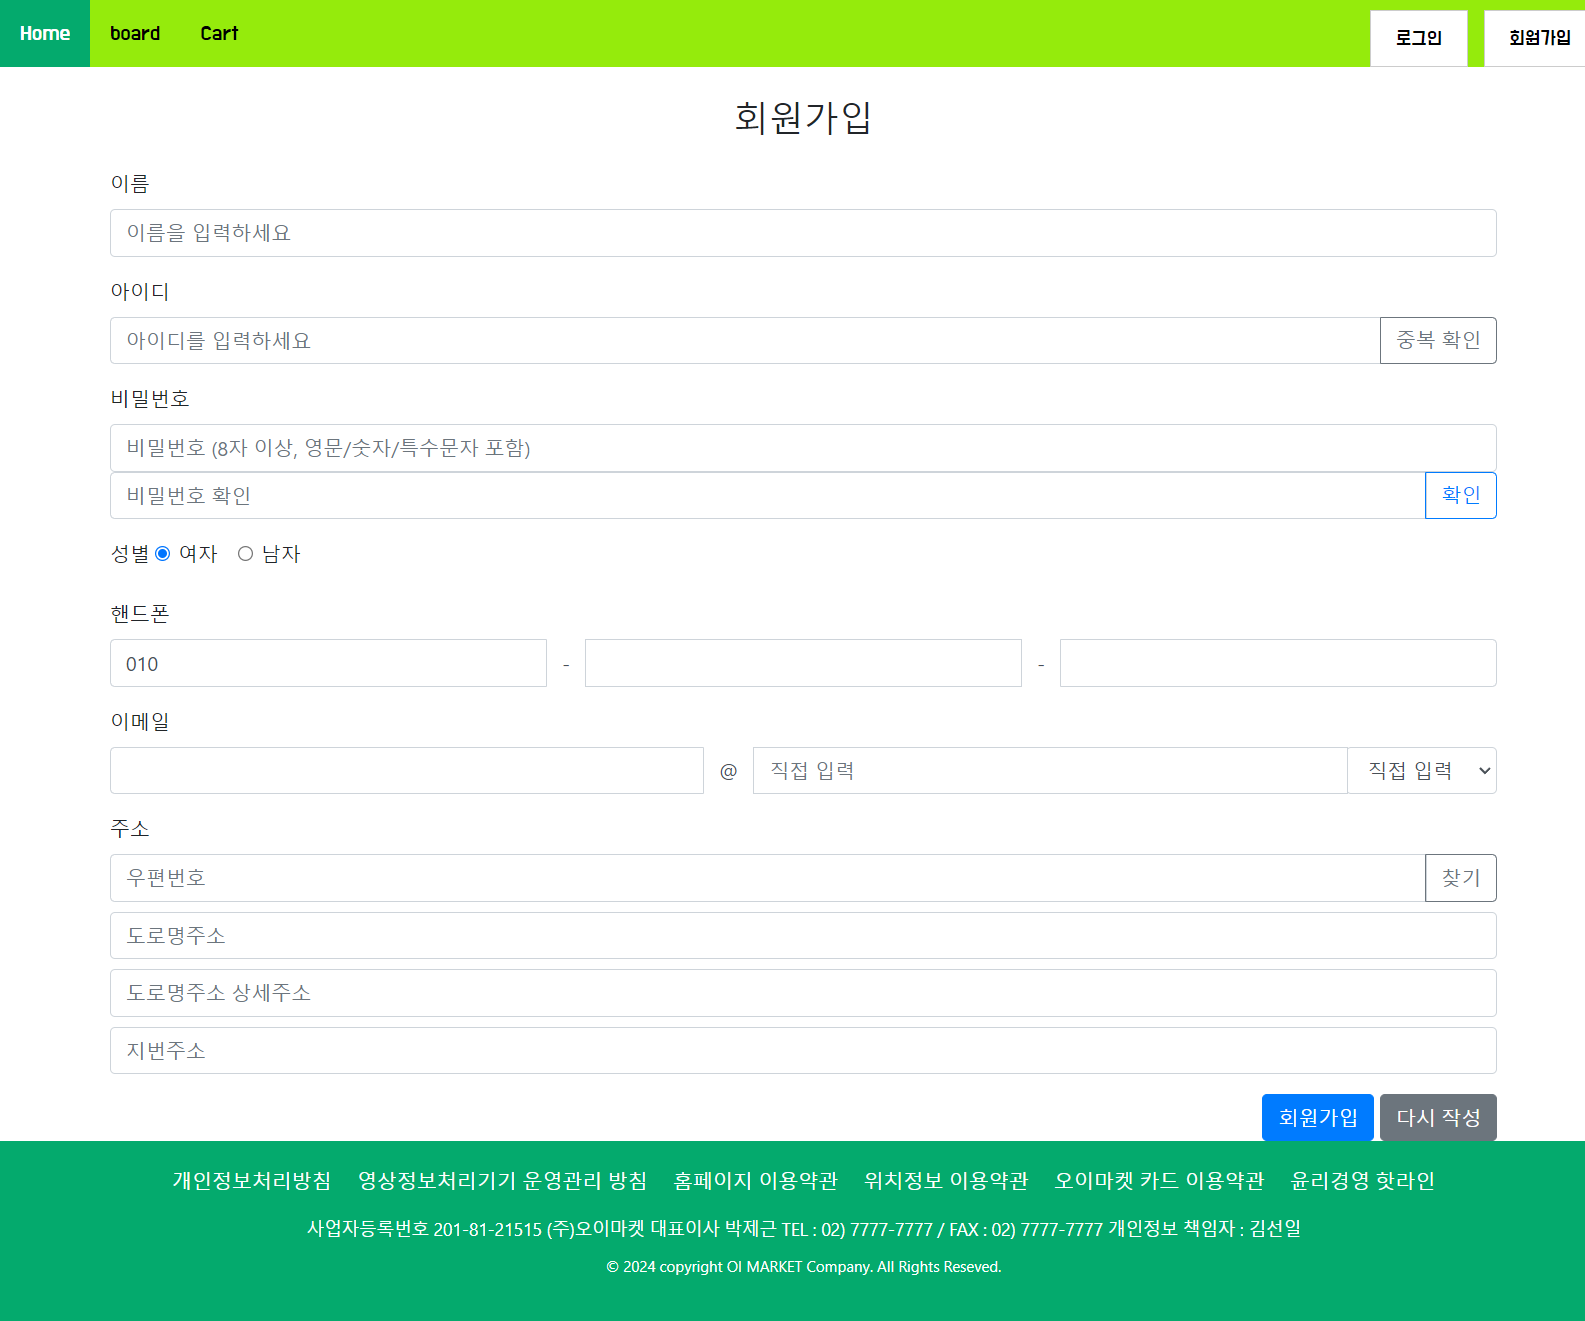 Home board Cart 로그인 회원가입
회원가입
이름
이름을 입력하세요
아이디
아이디를 입력하세요 중복 확인
비밀번호
비밀번호 (8자 이상, 영문/숫자/특수문자 포함)
비밀번호 확인 확인
성별 여자 남자
핸드폰
010 - -
이메일
@ 직접 입력 직접 입력
주소
우편번호 찾기
도로명주소
도로명주소 상세주소
지번주소
회원가입 다시 작성
개인정보처리방침 영상정보처리기기 운영관리 방침 홈페이지 이용약관 위치정보 이용약관 오이마켓 카드 이용약관 윤리경영 핫라인
사업자등록번호 201-81-21515 (주)오이마켓 대표이사 박제근 TEL : 02) 7777-7777 / FAX : 02) 7777-7777 개인정보 책임자 : 김선일
© 2024 copyright OI MARKET Company. All Rights Reseved.